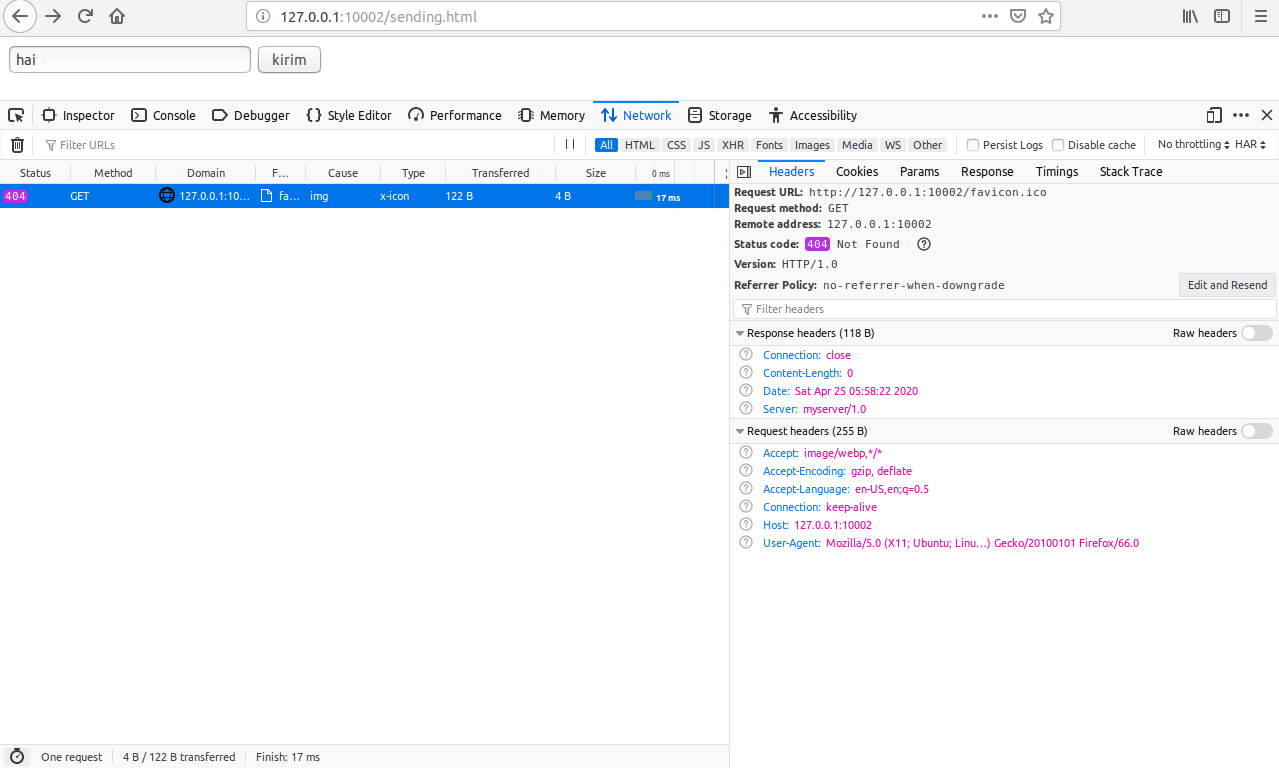 127.0.0.1:10002/sending.html
hai kirim
Inspector Console Debugger {} Style Editor Performance Memory Network Storage Accessibility
Filter URLs All HTML CSS JS XHR Fonts Images Media WS Other Persist Logs Disable cache No throttling HAR
Status Method Domain F... Cause Type Transferred Size 0 ms
404 GET 127.0.0.1:10... fa... img x-icon 122 B 4 B 17 ms
Headers Cookies Params Response Timings Stack Trace
Request URL: http://127.0.0.1:10002/favicon.ico
Request method: GET
Remote address: 127.0.0.1:10002
Status code: 404 Not Found
Version: HTTP/1.0
Referrer Policy: no-referrer-when-downgrade Edit and Resend
Filter headers
Response headers (118 B) Raw headers
Connection: close
Content-Length: 0
Date: Sat Apr 25 05:58:22 2020
Server: myserver/1.0
Request headers (255 B) Raw headers
Accept: image/webp,*/*
Accept-Encoding: gzip, deflate
Accept-Language: en-US,en;q=0.5
Connection: keep-alive
Host: 127.0.0.1:10002
User-Agent: Mozilla/5.0 (X11; Ubuntu; Linu...) Gecko/20100101 Firefox/66.0
One request 4 B / 122 B transferred Finish: 17 ms